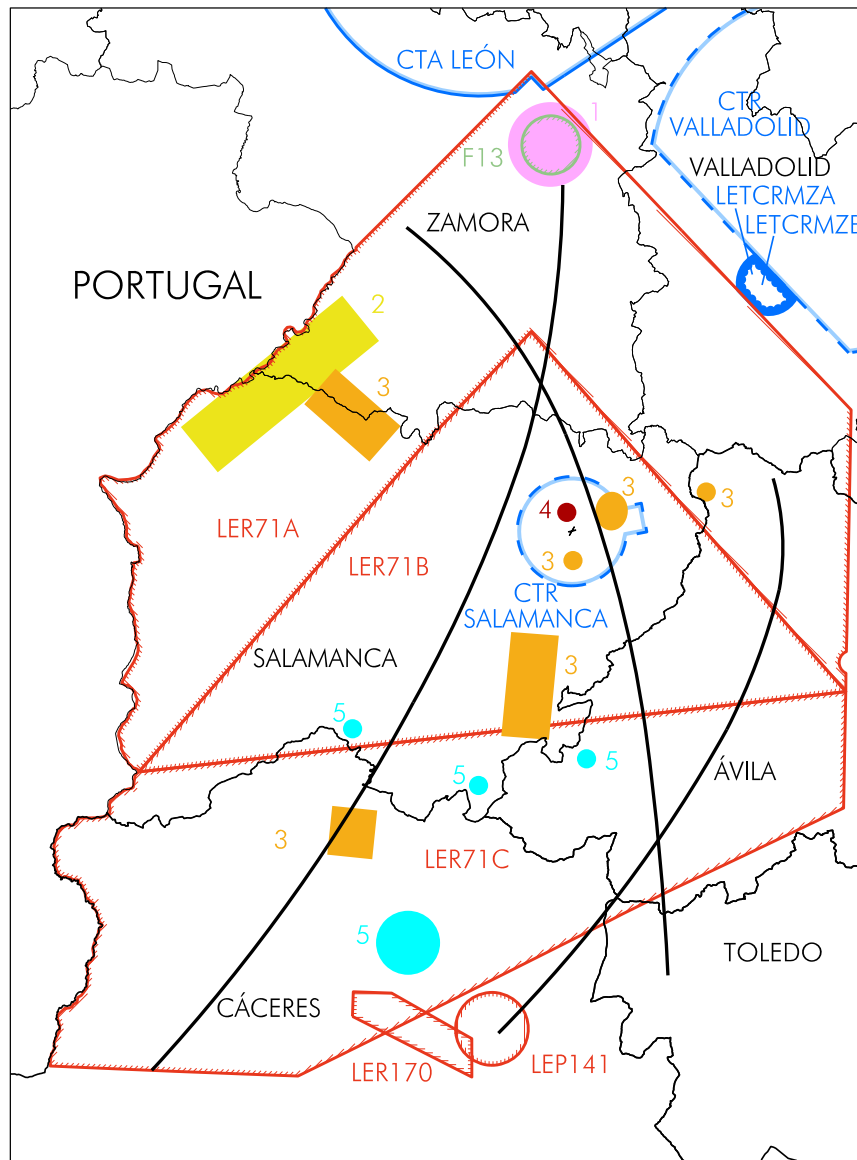 CTA LEÓN
1
CTR
VALLADOLID
F13
VALLADOLID
LETCRMZA
ZAMORA
LETCRMZE
PORTUGAL
2
3
LER71A
3
3
4
LER71B
3
CTR
SALAMANCA
SALAMANCA
3
5
5
5
ÁVILA
3
LER71C
5
TOLEDO
CÁCERES
LER170
LEP141